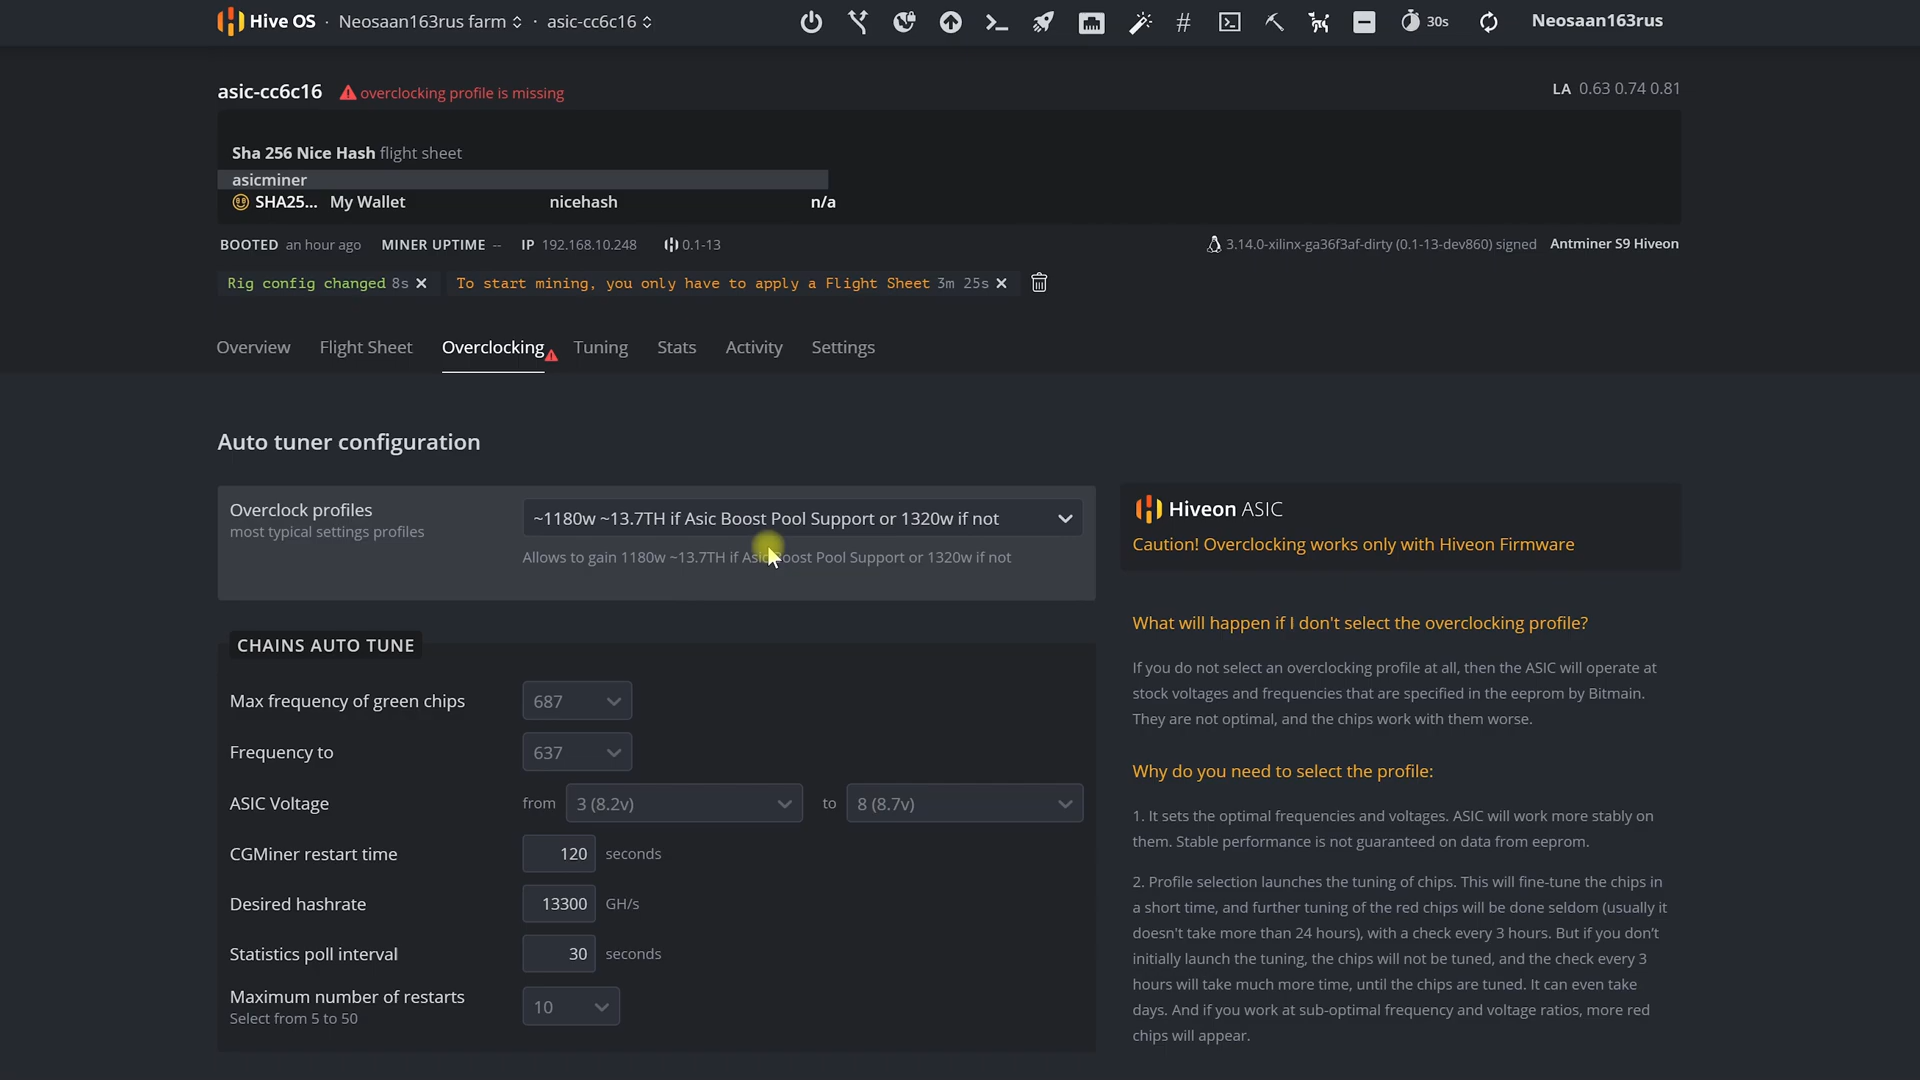 Hive OS · Neosaan163rus farm · asic-cc6c16 30s Neosaan163rus
asic-cc6c16 overclocking profile is missing LA 0.63 0.74 0.81
Sha 256 Nice Hash flight sheet
asicminer
SHA25... My Wallet nicehash n/a
BOOTED an hour ago MINER UPTIME -- IP 192.168.10.248 0.1-13 3.14.0-xilinx-ga36f3af-dirty (0.1-13-dev860) signed Antminer S9 Hiveon
Rig config changed 8s × To start mining, you only have to apply a Flight Sheet 3m 25s ×
Overview Flight Sheet Overclocking Tuning Stats Activity Settings
Auto tuner configuration
Overclock profiles
most typical settings profiles
~1180w ~13.7TH if Asic Boost Pool Support or 1320w if not
Allows to gain 1180w ~13.7TH if Asic Boost Pool Support or 1320w if not
CHAINS AUTO TUNE
Max frequency of green chips 687
Frequency to 637
ASIC Voltage from 3 (8.2v) to 8 (8.7v)
CGMiner restart time 120 seconds
Desired hashrate 13300 GH/s
Statistics poll interval 30 seconds
Maximum number of restarts 10
Select from 5 to 50
Hiveon ASIC
Caution! Overclocking works only with Hiveon Firmware
What will happen if I don't select the overclocking profile?
If you do not select an overclocking profile at all, then the ASIC will operate at
stock voltages and frequencies that are specified in the eeprom by Bitmain.
They are not optimal, and the chips work with them worse.
Why do you need to select the profile:
1. It sets the optimal frequencies and voltages. ASIC will work more stably on
them. Stable performance is not guaranteed on data from eeprom.
2. Profile selection launches the tuning of chips. This will fine-tune the chips in
a short time, and further tuning of the red chips will be done seldom (usually it
doesn't take more than 24 hours), with a check every 3 hours. But if you don't
initially launch the tuning, the chips will not be tuned, and the check every 3
hours will take much more time, until the chips are tuned. It can even take
days. And if you work at sub-optimal frequency and voltage ratios, more red
chips will appear.